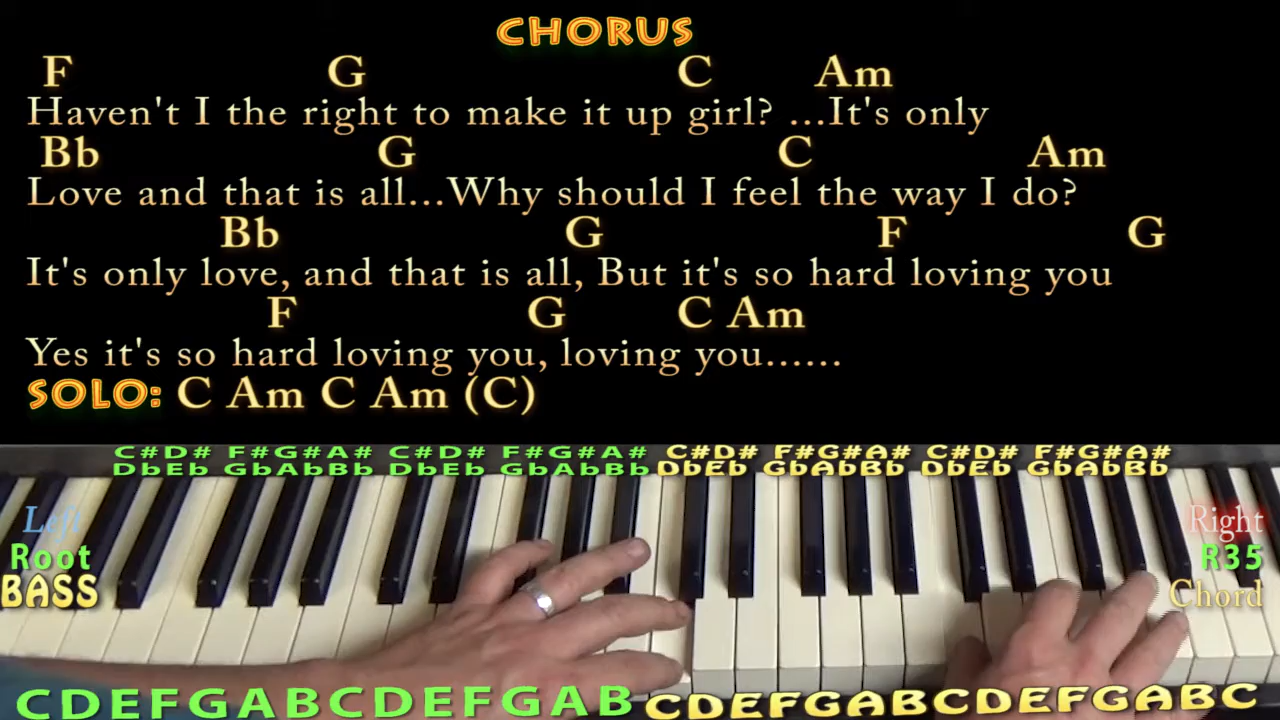 CHORUS
F G C Am
Haven't I the right to make it up girl? ...It's only
Bb G C Am
Love and that is all...Why should I feel the way I do?
Bb G F G
It's only love, and that is all, But it's so hard loving you
F G C Am
Yes it's so hard loving you, loving you......
SOLO: C Am C Am (C)
C#D# F#G#A# C#D# F#G#A# C#D# F#G#A# C#D# F#G#A#
DbEb GbAbBb DbEb GbAbBb DbEb GbAbBb DbEb GbAbBb
Left
Root
BASS
Right
R35
Chord
CDEFGABCDEFGAB CDEFGABCDEFGABC